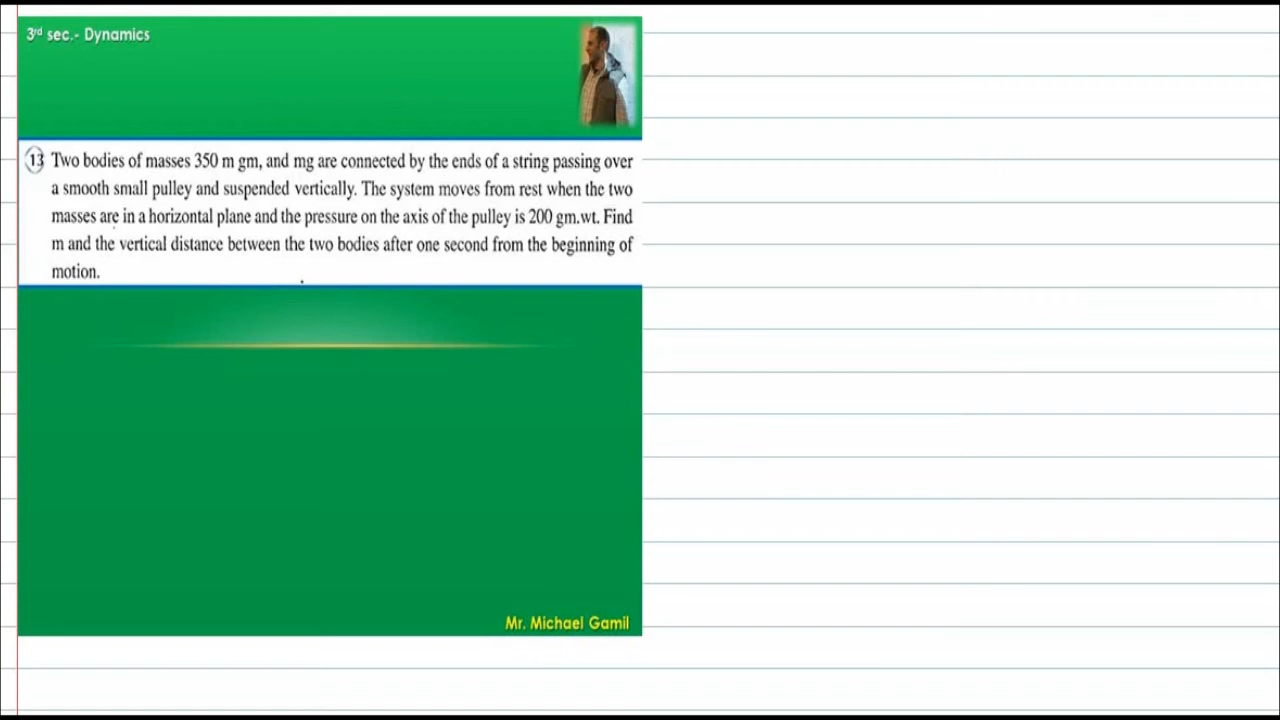 3rd sec.- Dynamics
13 Two bodies of masses 350 m gm, and mg are connected by the ends of a string passing over
a smooth small pulley and suspended vertically. The system moves from rest when the two
masses are in a horizontal plane and the pressure on the axis of the pulley is 200 gm.wt. Find
m and the vertical distance between the two bodies after one second from the beginning of
motion.
Mr. Michael Gamil